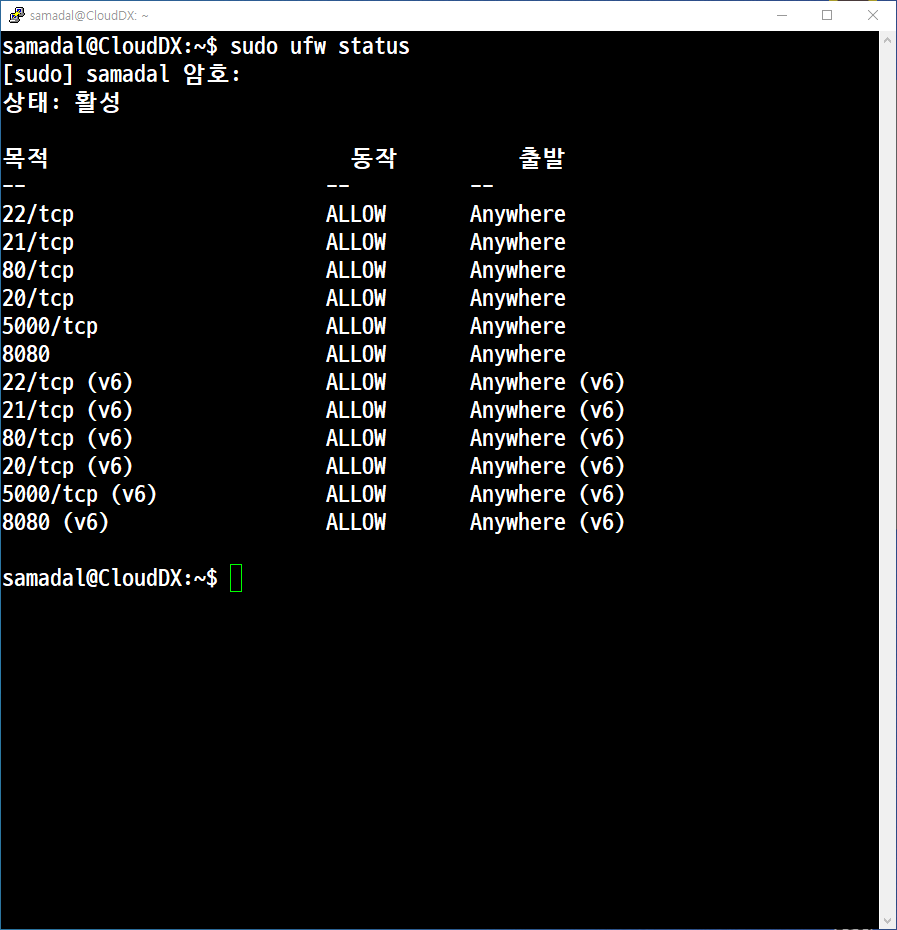 samadal@CloudDX: ~
samadal@CloudDX:~$ sudo ufw status
[sudo] samadal 암호:
상태: 활성
목적 동작 출발
-- -- --
22/tcp ALLOW Anywhere
21/tcp ALLOW Anywhere
80/tcp ALLOW Anywhere
20/tcp ALLOW Anywhere
5000/tcp ALLOW Anywhere
8080 ALLOW Anywhere
22/tcp (v6) ALLOW Anywhere (v6)
21/tcp (v6) ALLOW Anywhere (v6)
80/tcp (v6) ALLOW Anywhere (v6)
20/tcp (v6) ALLOW Anywhere (v6)
5000/tcp (v6) ALLOW Anywhere (v6)
8080 (v6) ALLOW Anywhere (v6)
samadal@CloudDX:~$